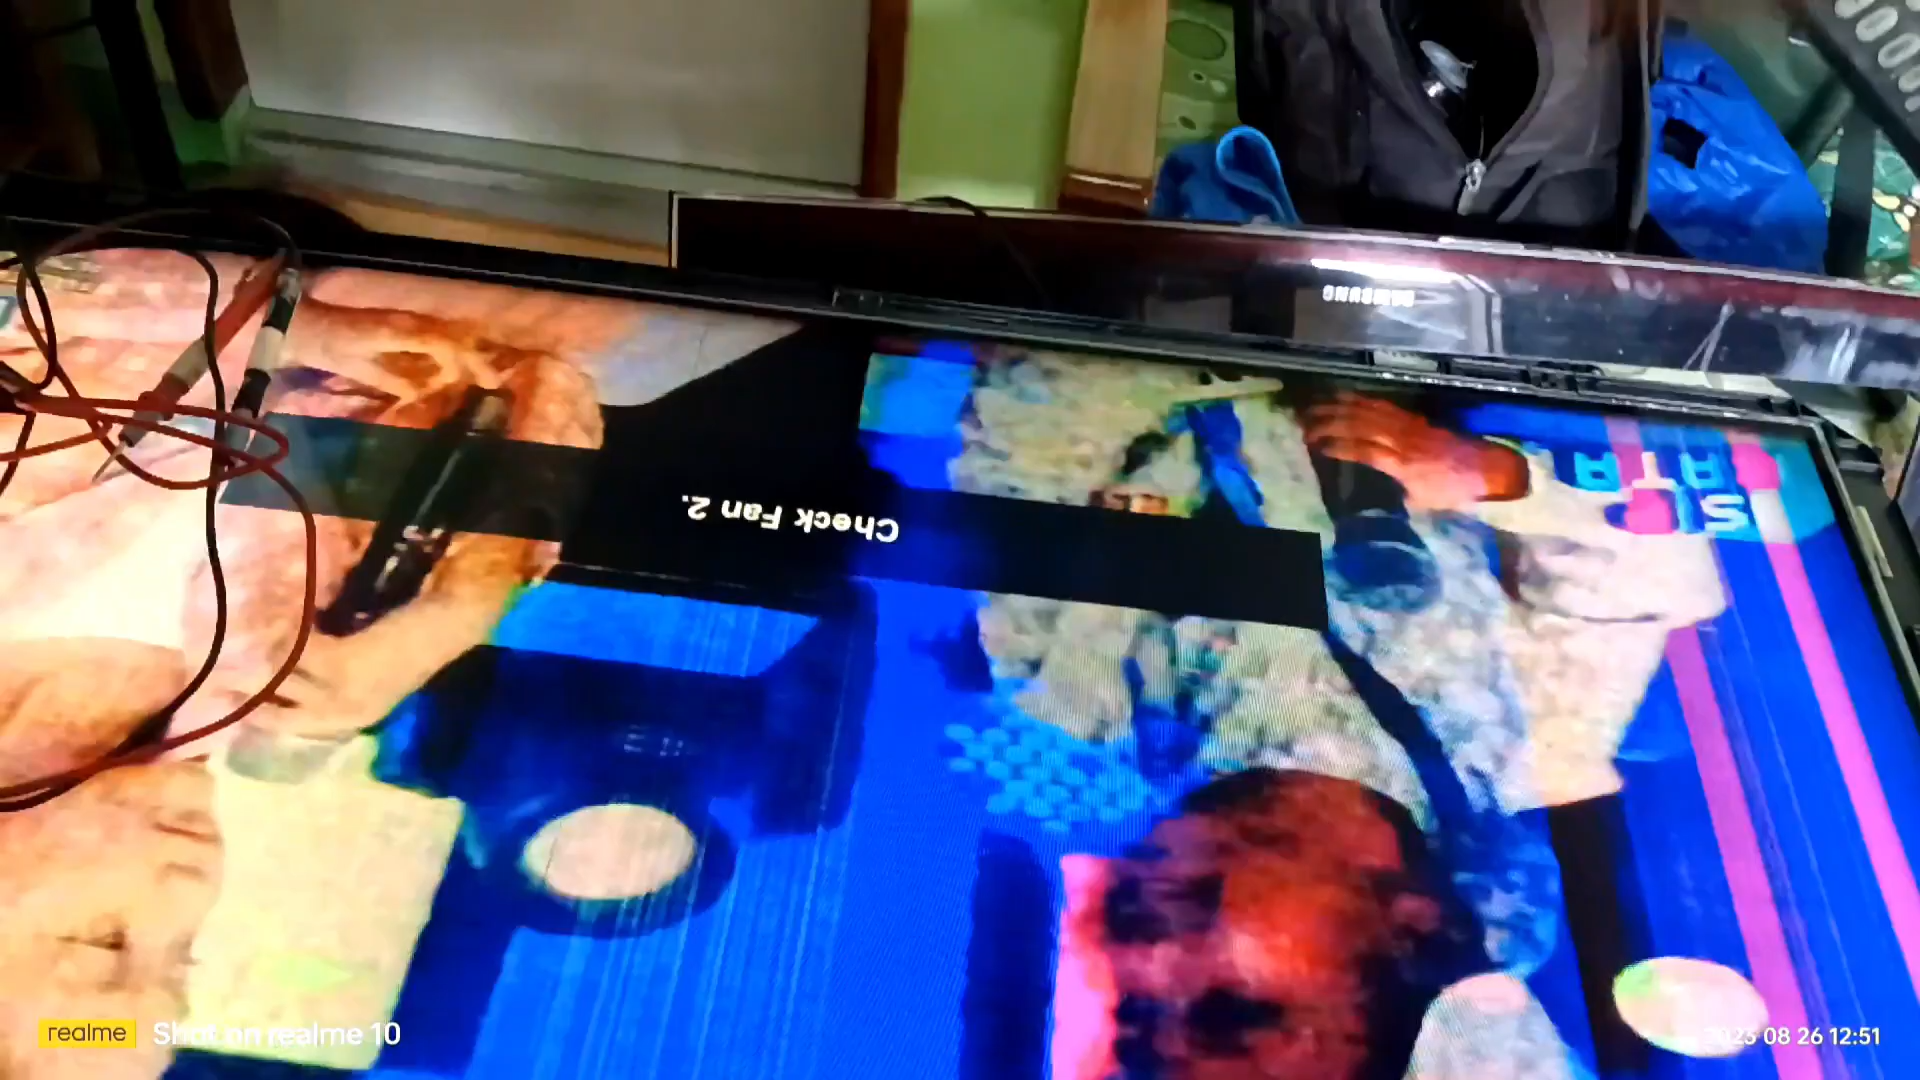 SAMSUNG
Check Fan 2.
realme
Shot on realme 10
2025 08 26 12:51